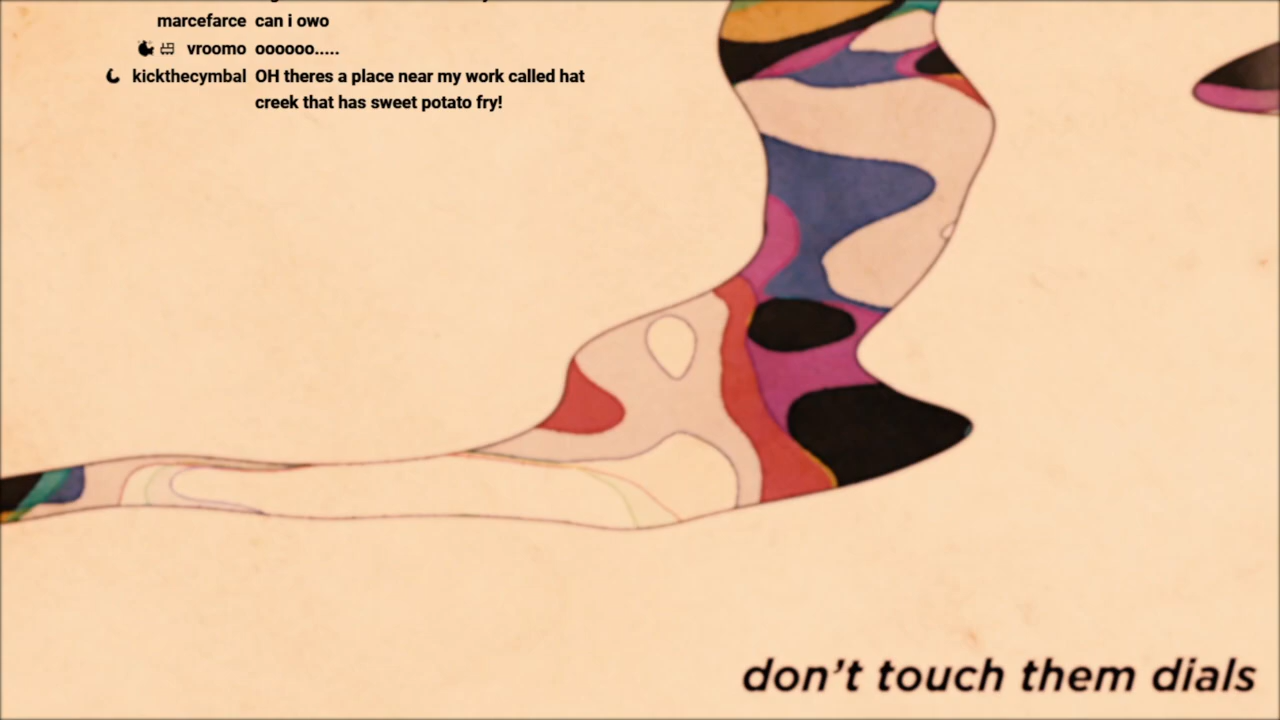 marcefarce can i owo
vroomo oooooo.....
kickthecymbal OH theres a place near my work called hat
creek that has sweet potato fry!
don't touch them dials